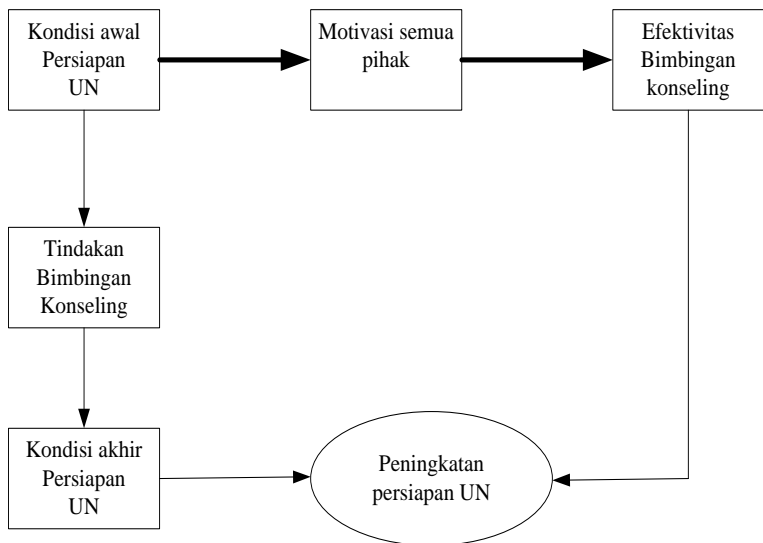 Kondisi awal
Persiapan
UN
Motivasi semua
pihak
Efektivitas
Bimbingan
konseling
Tindakan
Bimbingan
Konseling
Kondisi akhir
Persiapan
UN
Peningkatan
persiapan UN